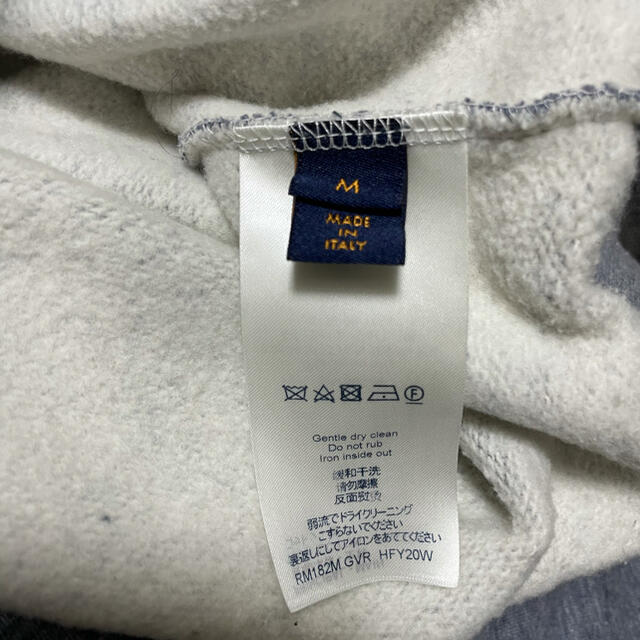 M
MADE
IN
ITALY
F
Gentle dry clean
Do not rub
Iron inside out
缓和干洗
请勿摩擦
反面熨烫
弱流でドライクリーニング
こすらないでください
裏返しにしてアイロンをあててください
RM182M GVR HFY20W